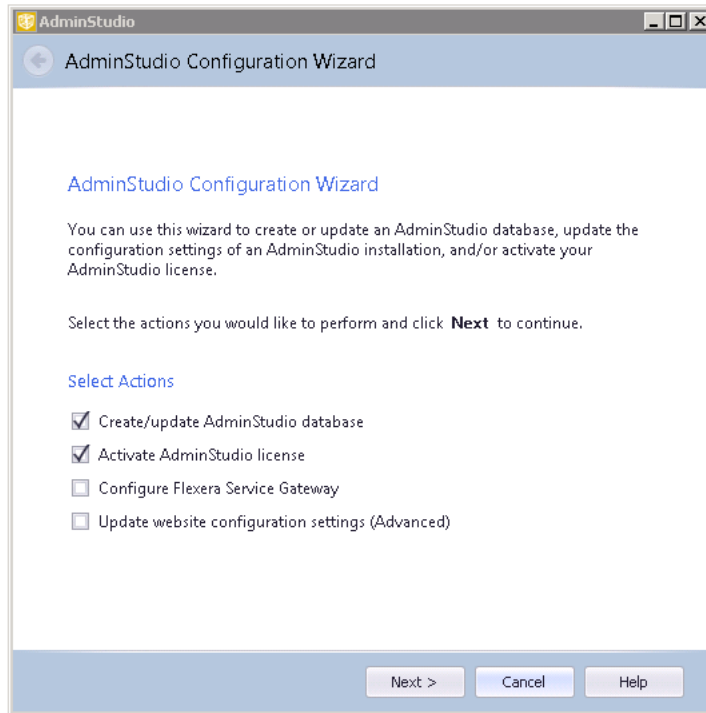 AdminStudio
AdminStudio Configuration Wizard
AdminStudio Configuration Wizard
You can use this wizard to create or update an AdminStudio database, update the
configuration settings of an AdminStudio installation, and/or activate your
AdminStudio license.
Select the actions you would like to perform and click Next to continue.
Select Actions
Create/update AdminStudio database
Activate AdminStudio license
Configure Flexera Service Gateway
Update website configuration settings (Advanced)
Next > Cancel Help